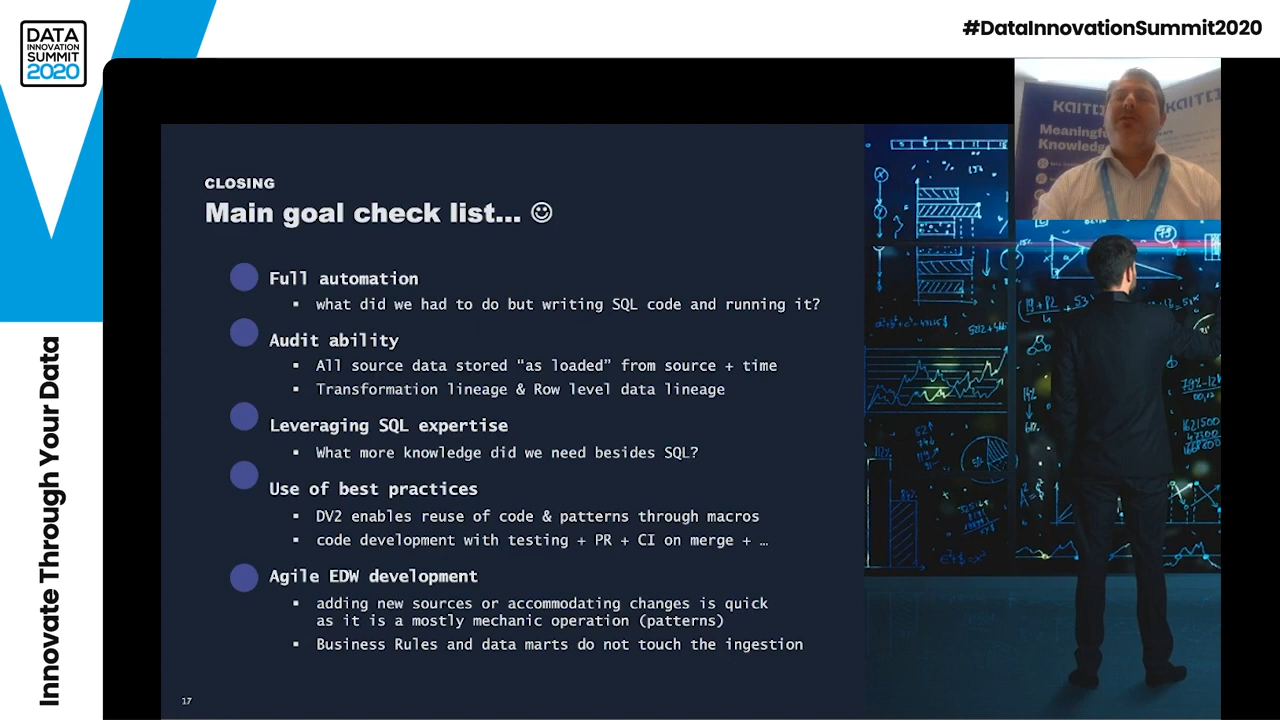 DATA
INNOVATION
SUMMIT
2020
#DataInnovationSummit2020
Innovate Through Your Data
Meaningfu
Knowledg
CLOSING
Main goal check list... ☺
Full automation
▪ what did we had to do but writing SQL code and running it?
Audit ability
▪ All source data stored “as loaded” from source + time
▪ Transformation lineage & Row level data lineage
Leveraging SQL expertise
▪ What more knowledge did we need besides SQL?
Use of best practices
▪ DV2 enables reuse of code & patterns through macros
▪ code development with testing + PR + CI on merge + …
Agile EDW development
▪ adding new sources or accommodating changes is quick
as it is a mostly mechanic operation (patterns)
▪ Business Rules and data marts do not touch the ingestion
17